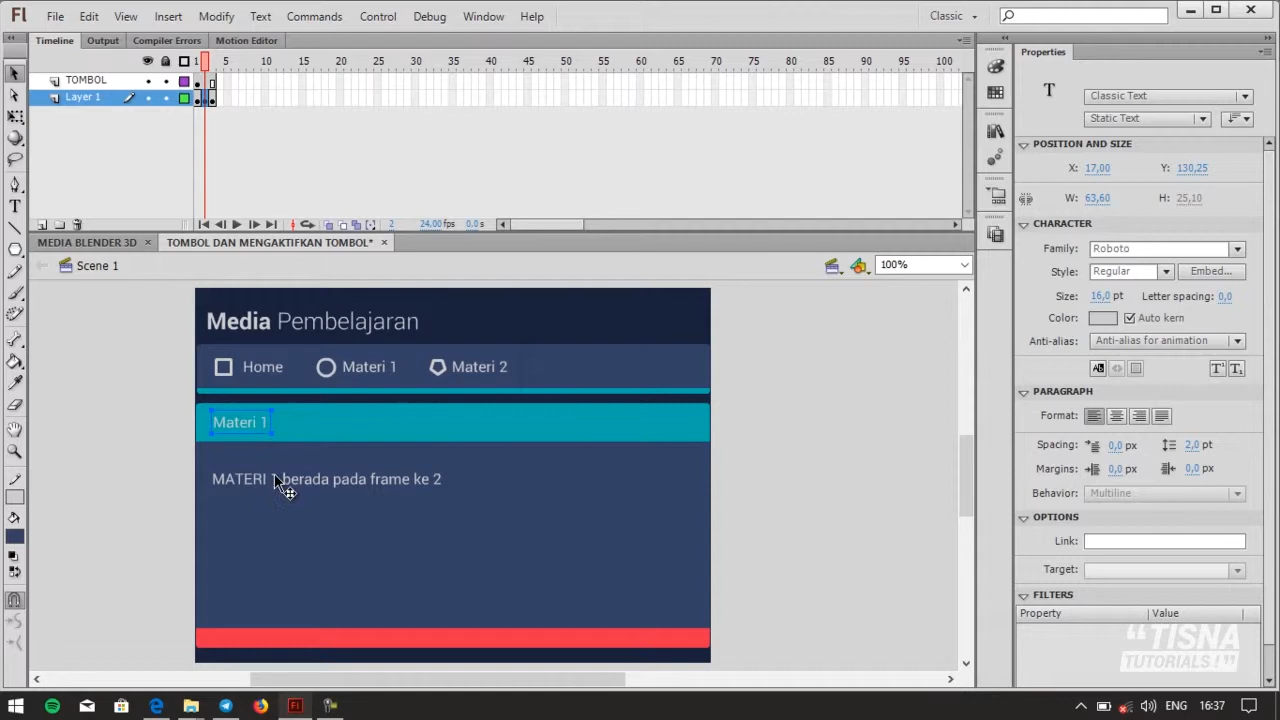 Fl File Edit View Insert Modify Text Commands Control Debug Window Help Classic
Timeline Output Compiler Errors Motion Editor Properties
1 5 10 15 20 25 30 35 40 45 50 55 60 65 70 75 80 85 90 95 100
TOMBOL
Layer 1
T Classic Text
Static Text
POSITION AND SIZE
X: 17,00 Y: 130,25
W: 63,60 H: 25,10
2 24.00fps 0.0s
CHARACTER
MEDIA BLENDER 3D × TOMBOL DAN MENGAKTIFKAN TOMBOL* ×
Family: Roboto
Scene 1 100%
Style: Regular Embed...
Size: 16,0 pt Letter spacing: 0,0
Color: Auto kern
Anti-alias: Anti-alias for animation
Media Pembelajaran
Home Materi 1 Materi 2
PARAGRAPH
Format:
Materi 1
Spacing: 0,0 px 2,0 pt
Margins: 0,0 px 0,0 px
MATERI 1 berada pada frame ke 2
Behavior: Multiline
OPTIONS
Link:
Target:
FILTERS
Property Value
"TISNA
TUTORIALS!"
ENG 16:37